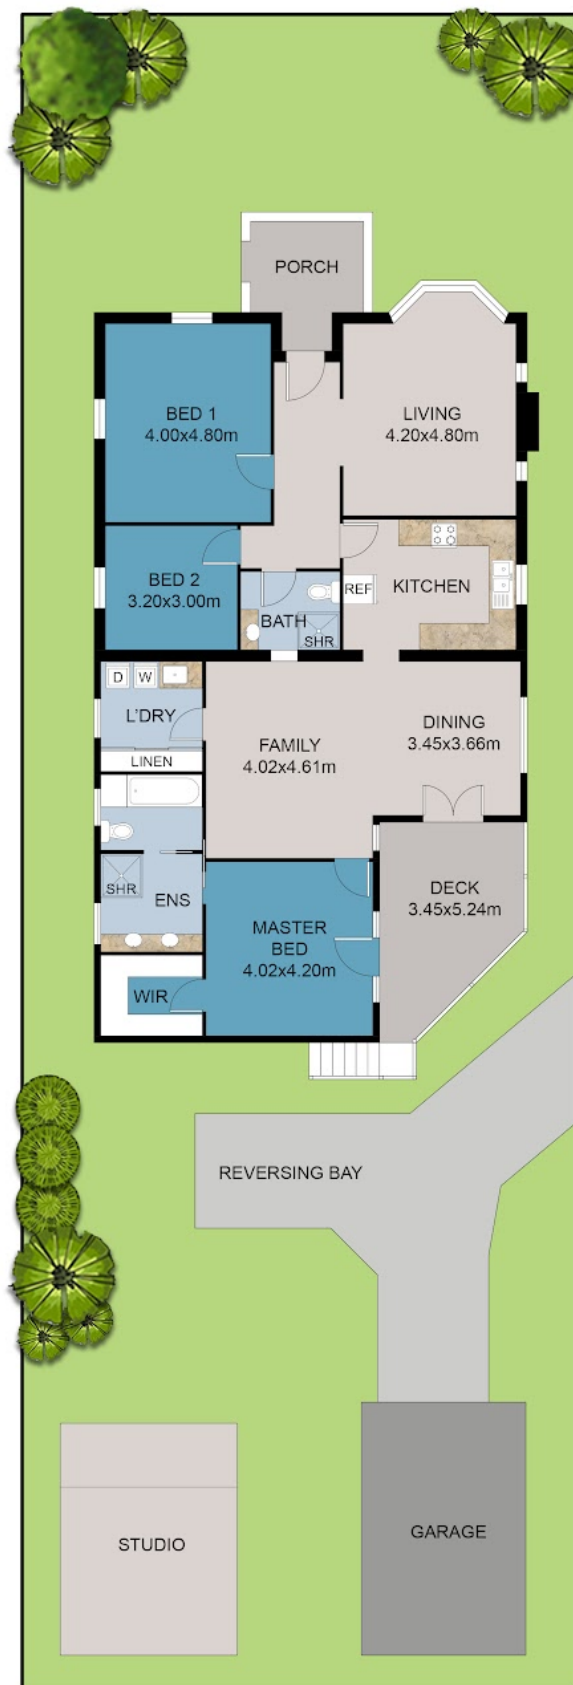 PORCH
BED 1
4.00x4.80m
LIVING
4.20x4.80m
BED 2
3.20x3.00m
BATH
SHR
REF
KITCHEN
D
W
L'DRY
LINEN
FAMILY
4.02x4.61m
DINING
3.45x3.66m
SHR
ENS
DECK
3.45x5.24m
MASTER
BED
4.02x4.20m
WIR
REVERSING BAY
STUDIO
GARAGE